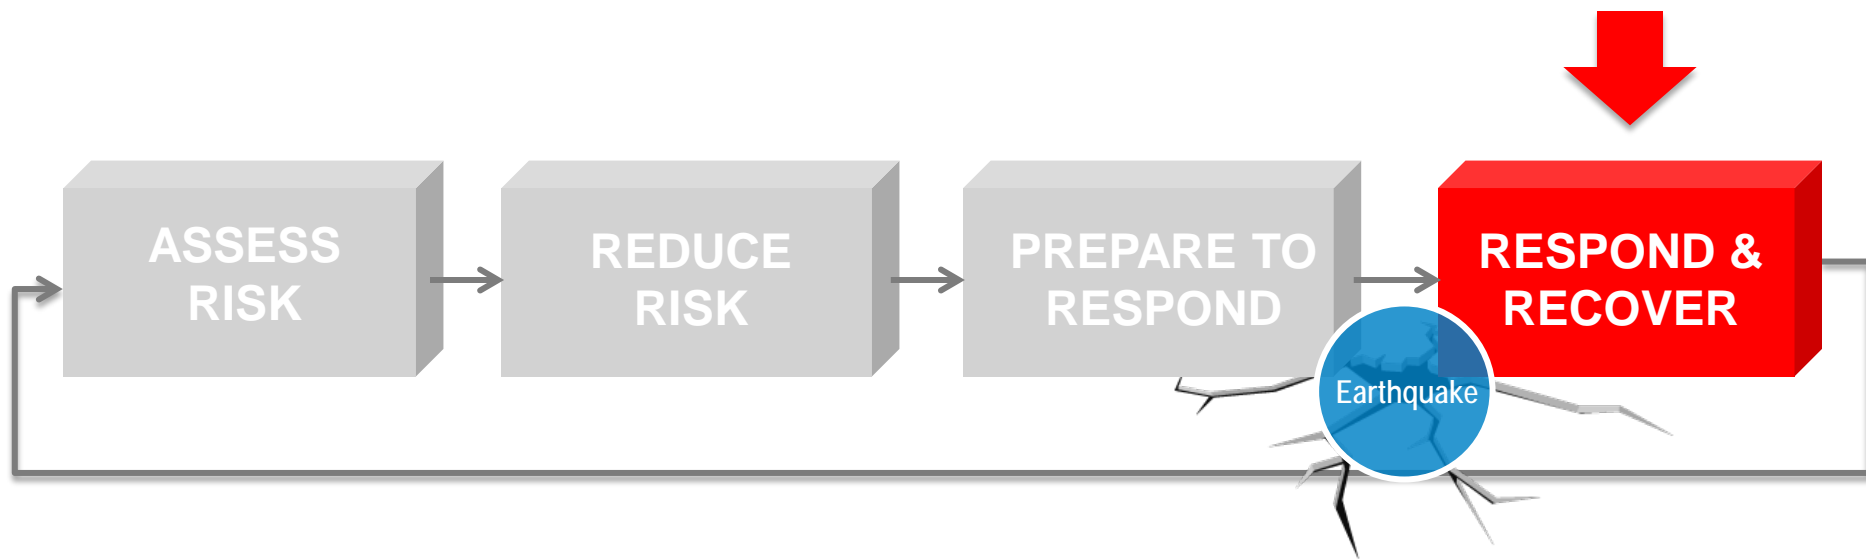 ASSESS
RISK
REDUCE
RISK
PREPARE TO
RESPOND
RESPOND &
RECOVER
Earthquake